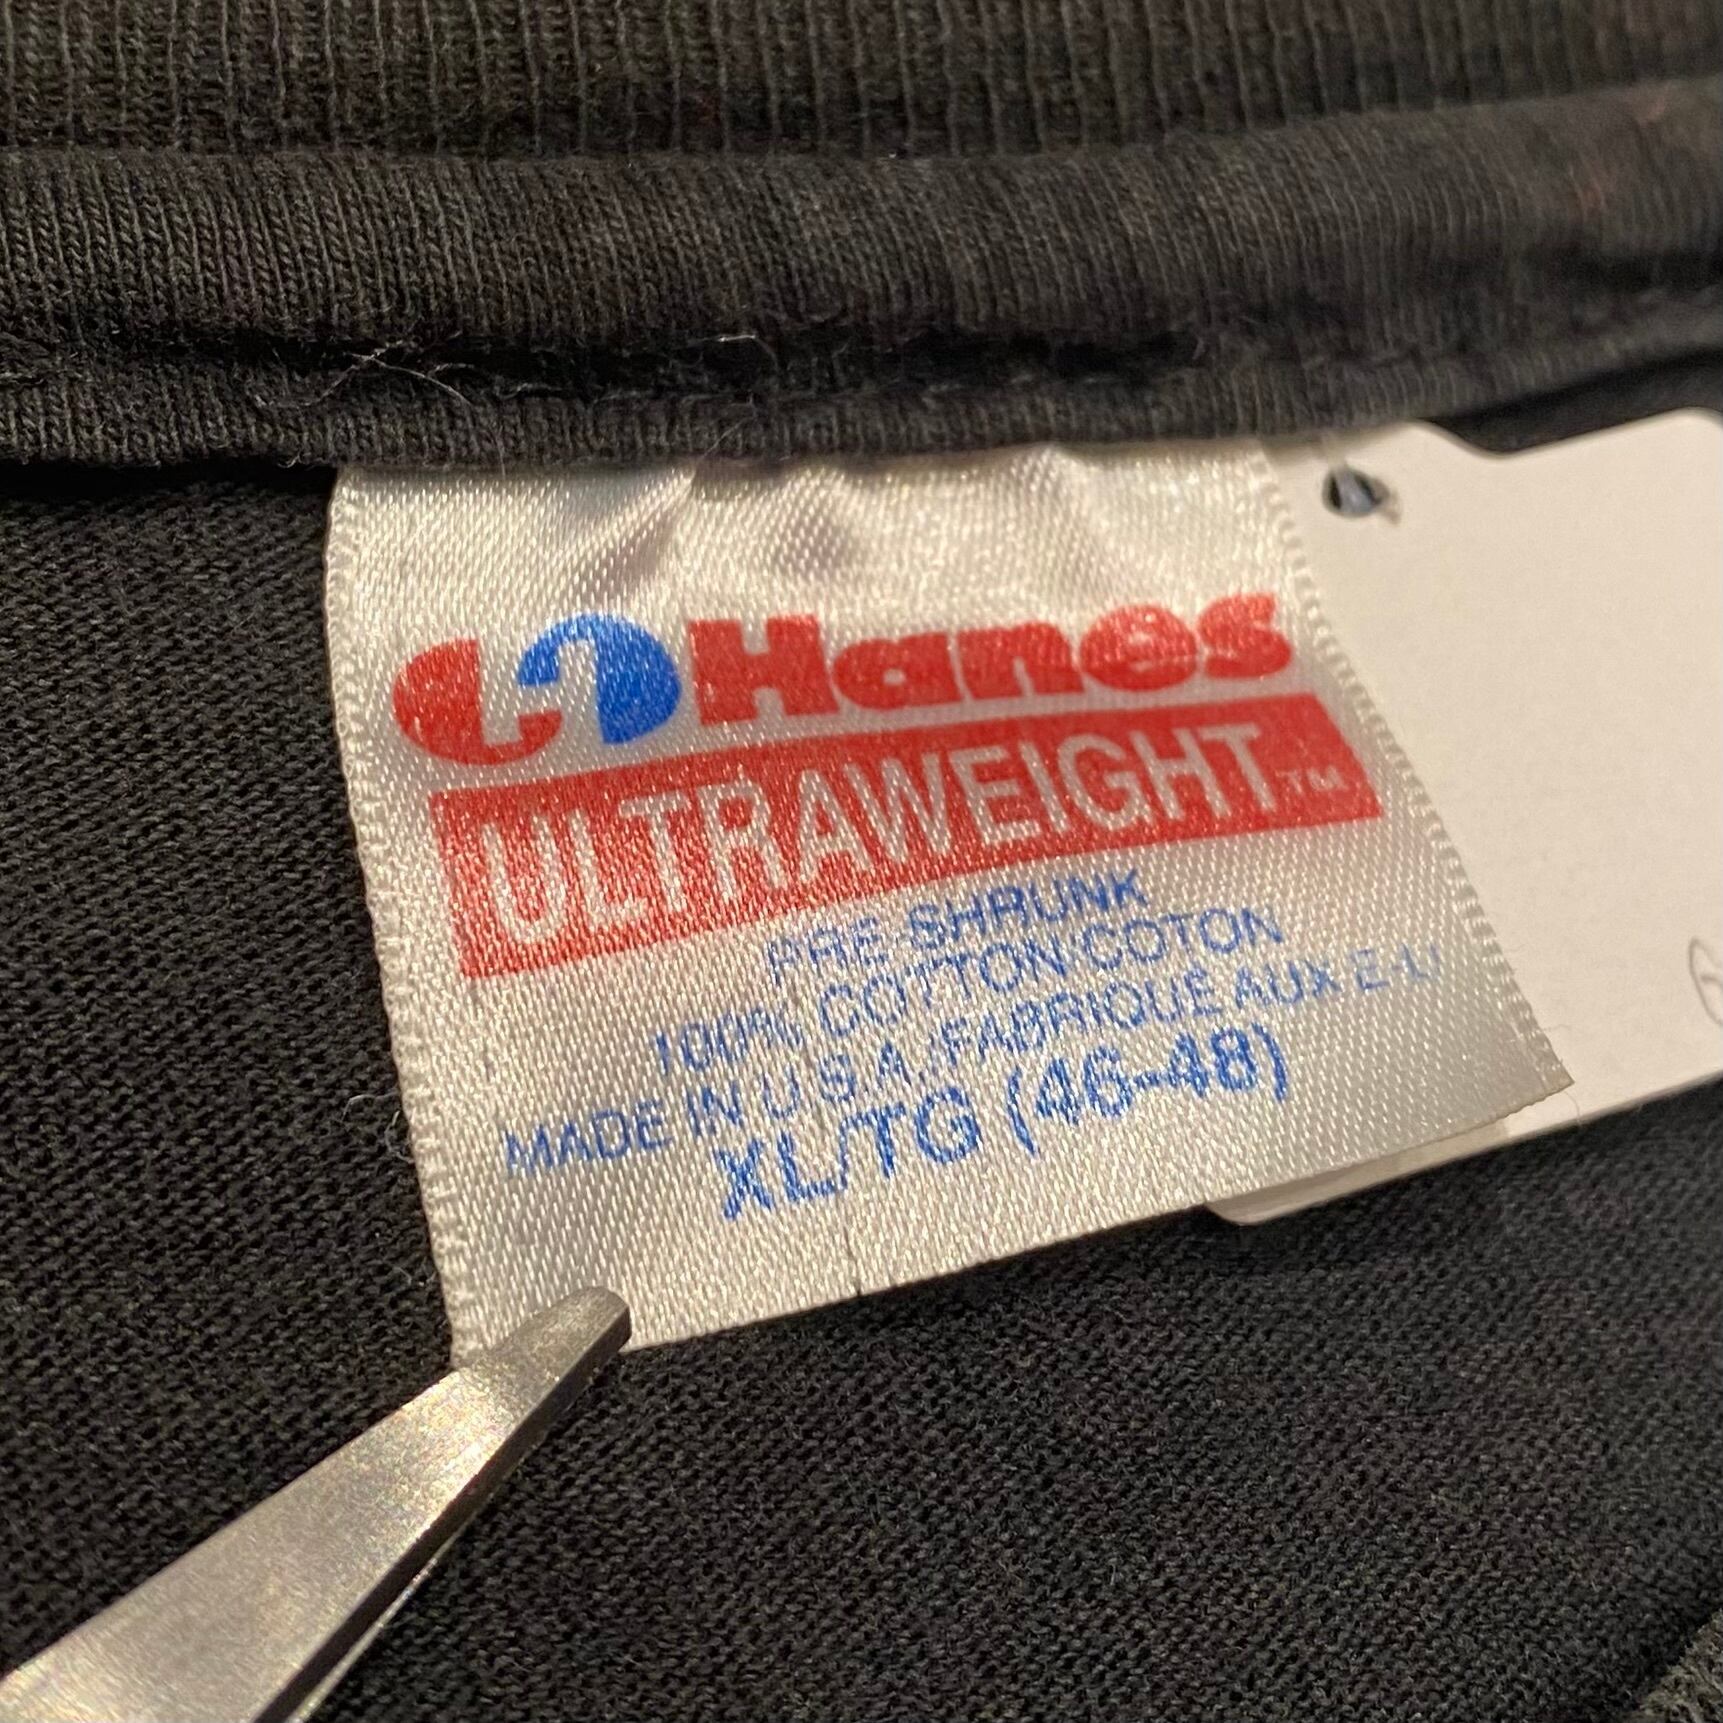 Hanes
ULTRAWEIGHT™
PRE-SHRUNK
100% COTTON/COTON
MADE IN U.S.A./FABRIQUÉ AUX E-U
XL/TG (46-48)